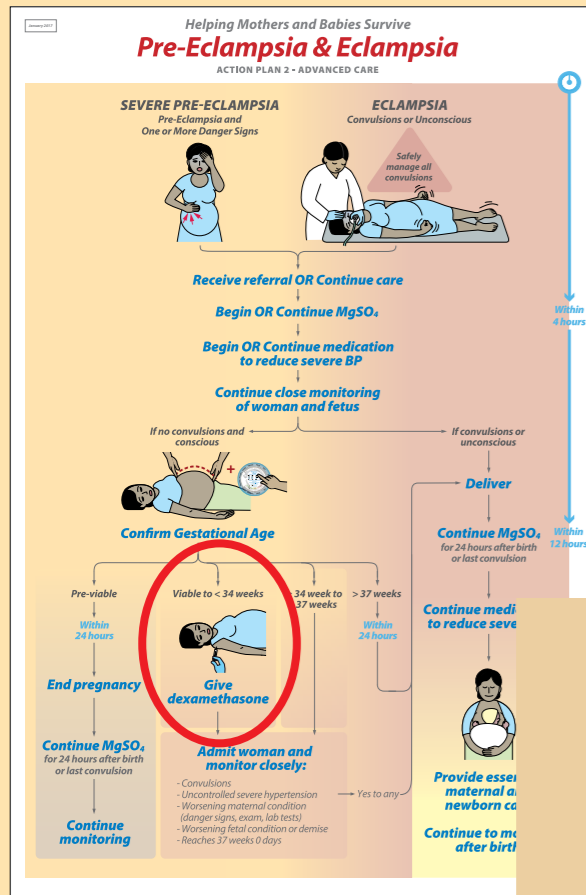 January 2017
Helping Mothers and Babies Survive
Pre-Eclampsia & Eclampsia
ACTION PLAN 2 - ADVANCED CARE
SEVERE PRE-ECLAMPSIA
Pre-Eclampsia and
One or More Danger Signs
ECLAMPSIA
Convulsions or Unconscious
Safely
manage all
convulsions
Receive referral OR Continue care
Begin OR Continue MgSO₄
Within
4 hours
Begin OR Continue medication
to reduce severe BP
Continue close monitoring
of woman and fetus
If no convulsions and
conscious
If convulsions or
unconscious
+
Deliver
Confirm Gestational Age
Continue MgSO₄
for 24 hours after birth
or last convulsion
Within
12 hours
Pre-viable
Viable to < 34 weeks
34 week to
37 weeks
> 37 weeks
Within
24 hours
Within
24 hours
Continue
to reduce
End pregnancy
Give
dexamethasone
Continue MgSO₄
for 24 hours after birth
or last convulsion
Continue
monitoring
Admit woman and
monitor closely:
- Convulsions
- Uncontrolled severe hypertension
- Worsening maternal condition
(danger signs, exam, lab tests)
- Worsening fetal condition or demise
- Reaches 37 weeks 0 days
Yes to any
Provide
maternal
newborn
Continue to
after